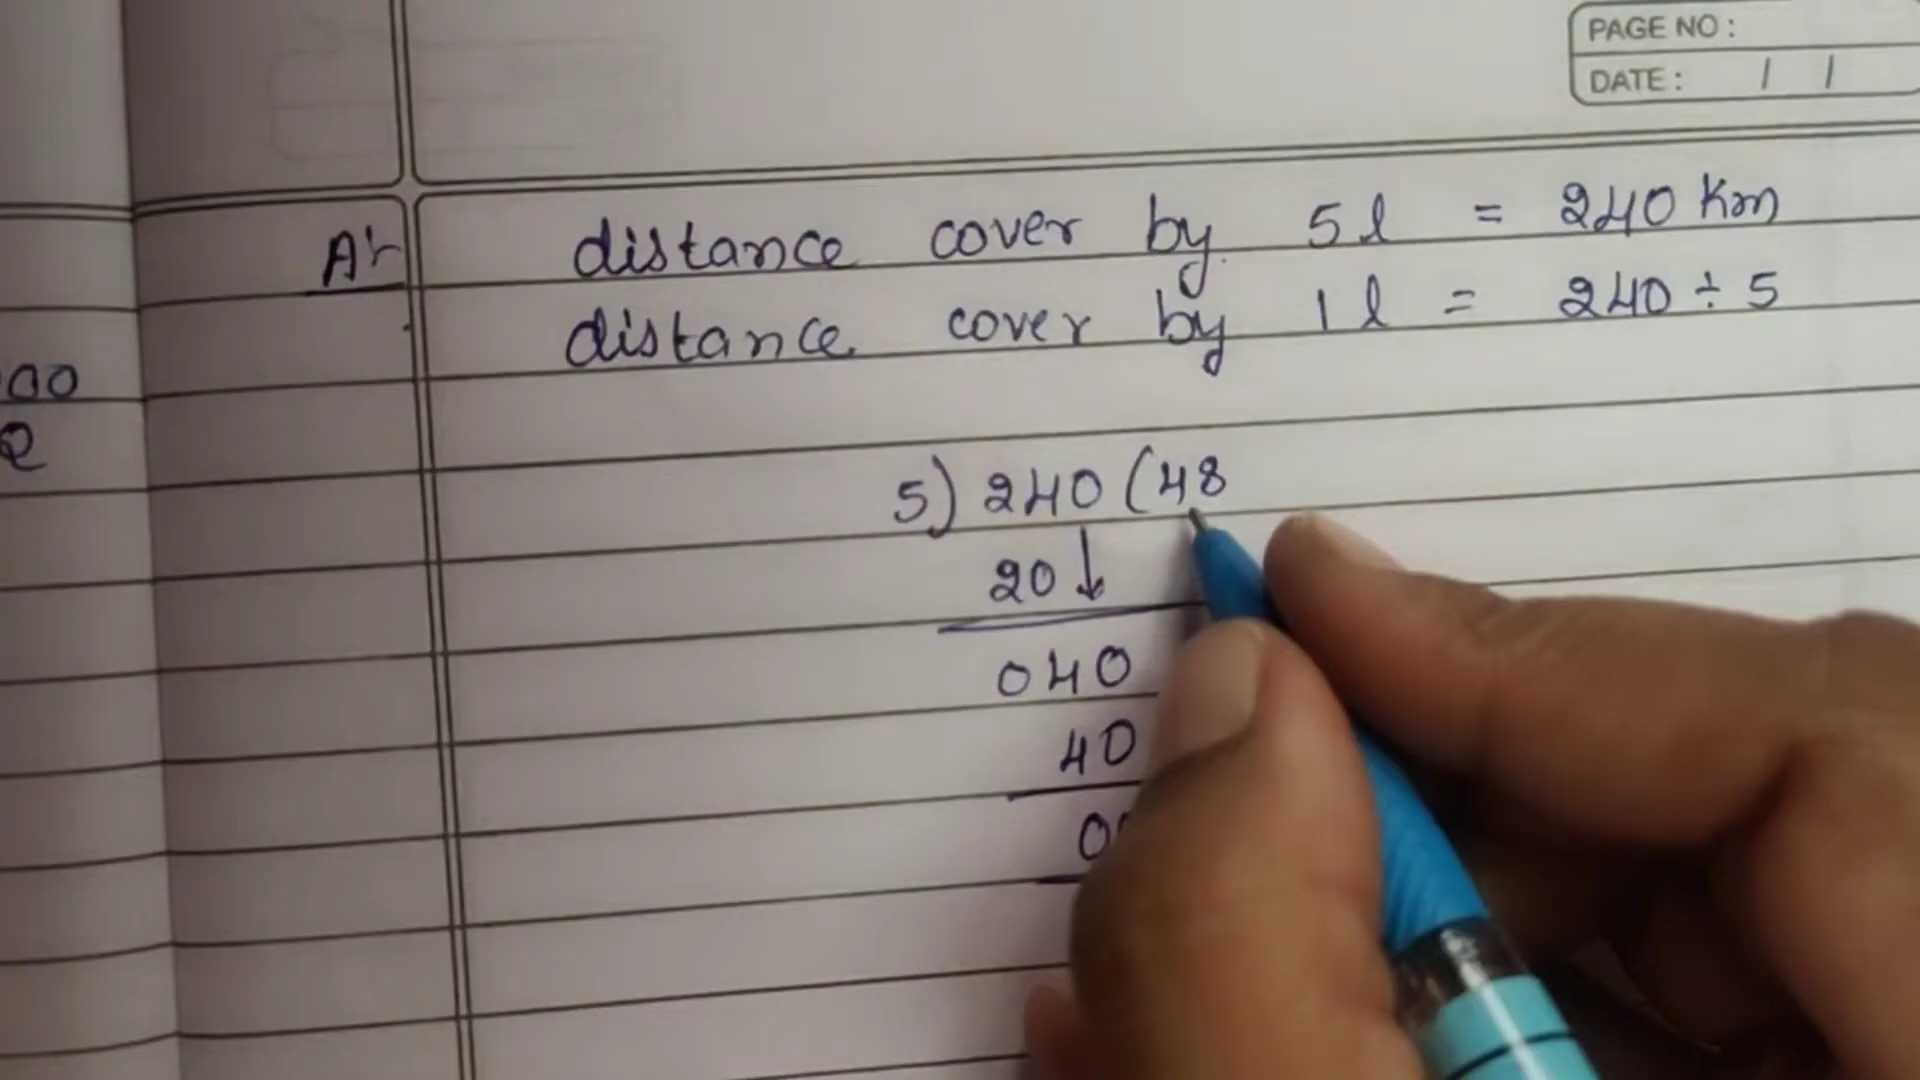 PAGE NO :
DATE : / /
distance cover by 5 l = 240 Km
distance cover by 1 l = 240 ÷ 5
00
5) 240 (48
20↓
040
40